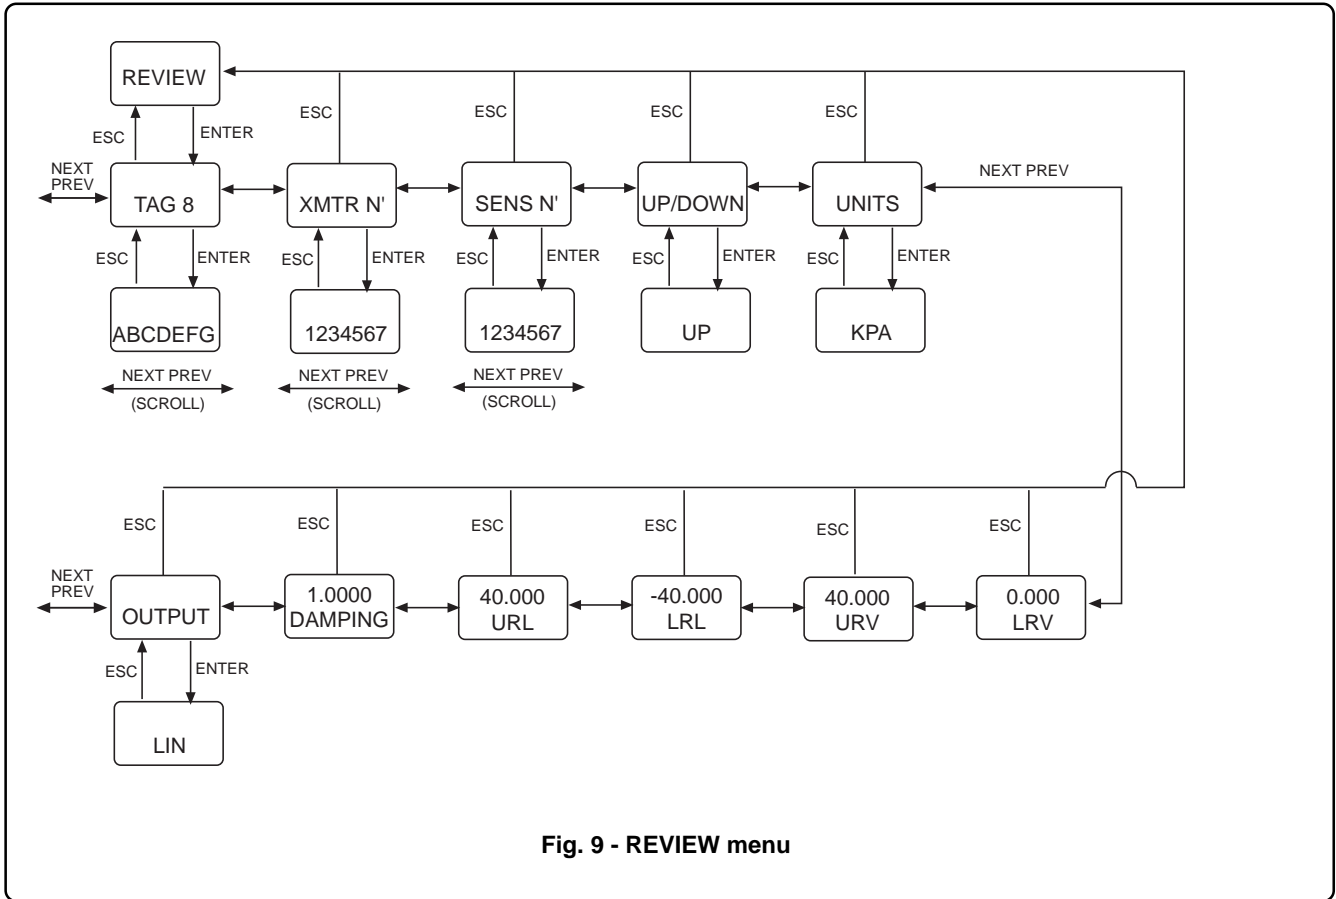 REVIEW
ESC
ENTER
ESC
ESC
ESC
ESC
NEXT
PREV
TAG 8
XMTR N'
SENS N'
UP/DOWN
UNITS
NEXT PREV
ESC
ENTER
ESC
ENTER
ESC
ENTER
ESC
ENTER
ESC
ENTER
ABCDEFG
1234567
1234567
UP
KPA
NEXT PREV
(SCROLL)
NEXT PREV
(SCROLL)
NEXT PREV
(SCROLL)
ESC
ESC
ESC
ESC
ESC
ESC
NEXT
PREV
OUTPUT
1.0000
DAMPING
40.000
URL
-40.000
LRL
40.000
URV
0.000
LRV
ESC
ENTER
LIN
Fig. 9 - REVIEW menu